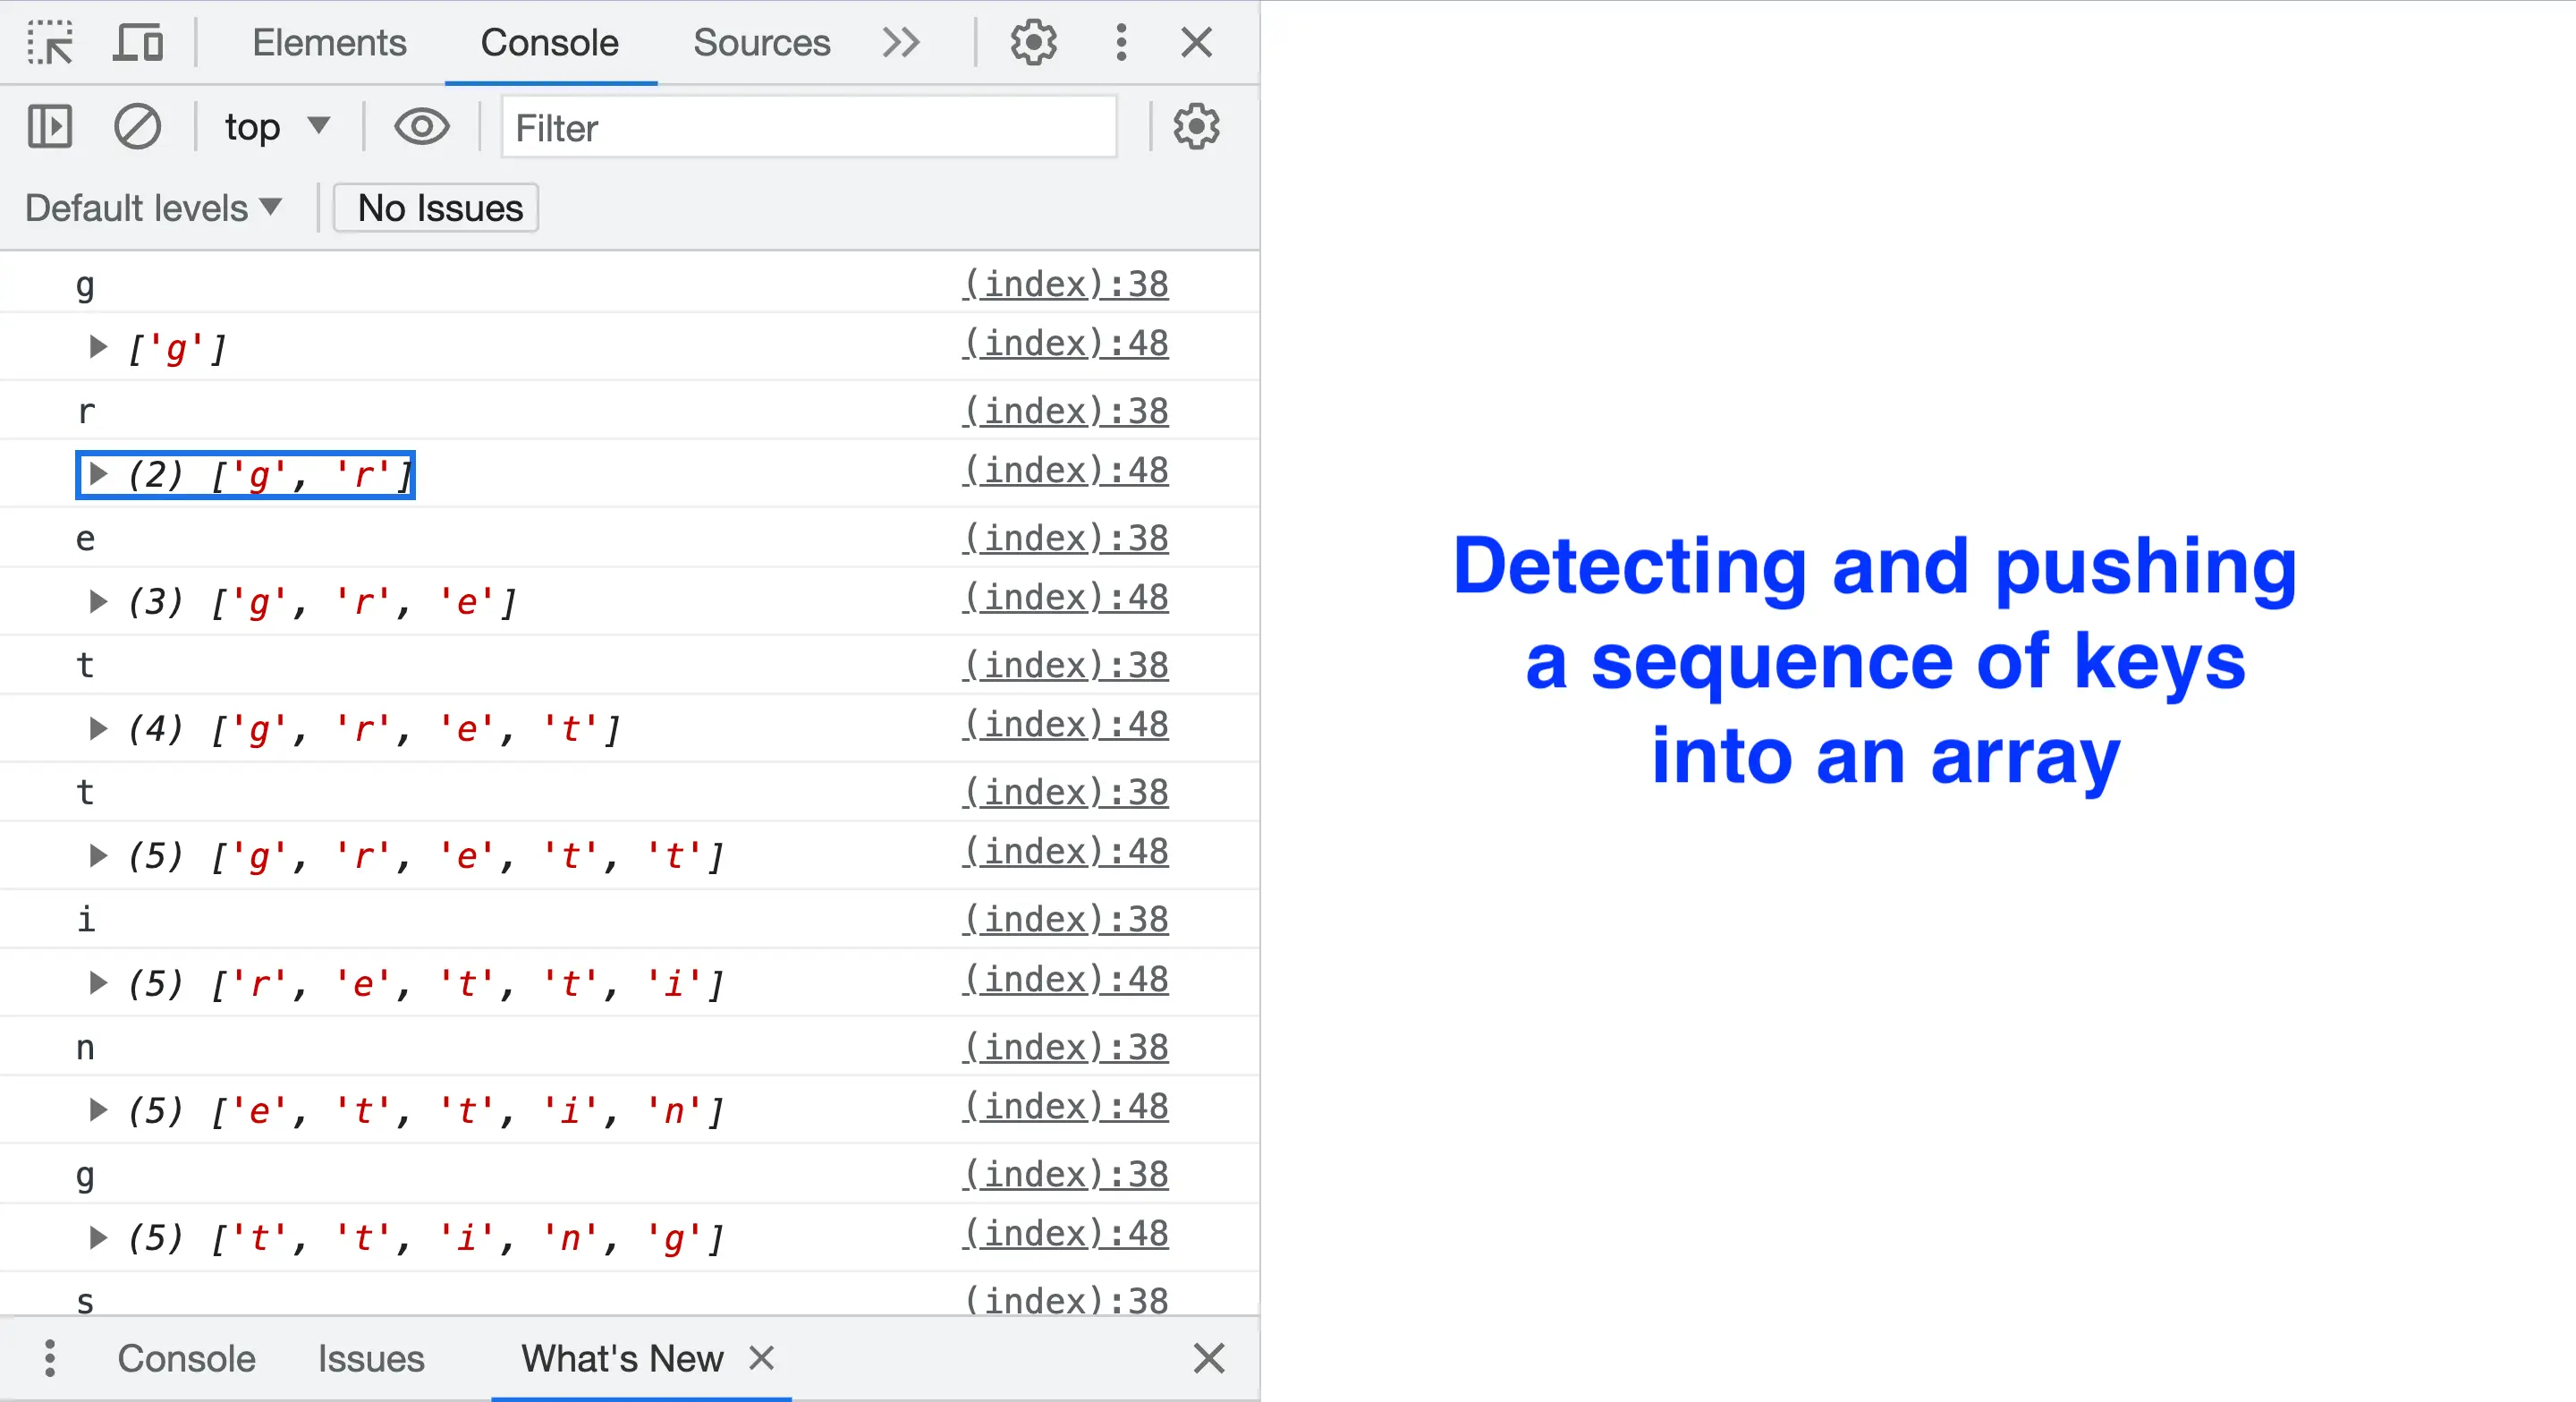 Elements Console Sources
top Filter
Default levels No Issues
g (index):38
['g'] (index):48
r (index):38
(2) ['g', 'r'] (index):48
e (index):38
(3) ['g', 'r', 'e'] (index):48
t (index):38
(4) ['g', 'r', 'e', 't'] (index):48
t (index):38
(5) ['g', 'r', 'e', 't', 't'] (index):48
i (index):38
(5) ['r', 'e', 't', 't', 'i'] (index):48
n (index):38
(5) ['e', 't', 't', 'i', 'n'] (index):48
g (index):38
(5) ['t', 't', 'i', 'n', 'g'] (index):48
s (index):38
Console Issues What's New
Detecting and pushing
a sequence of keys
into an array